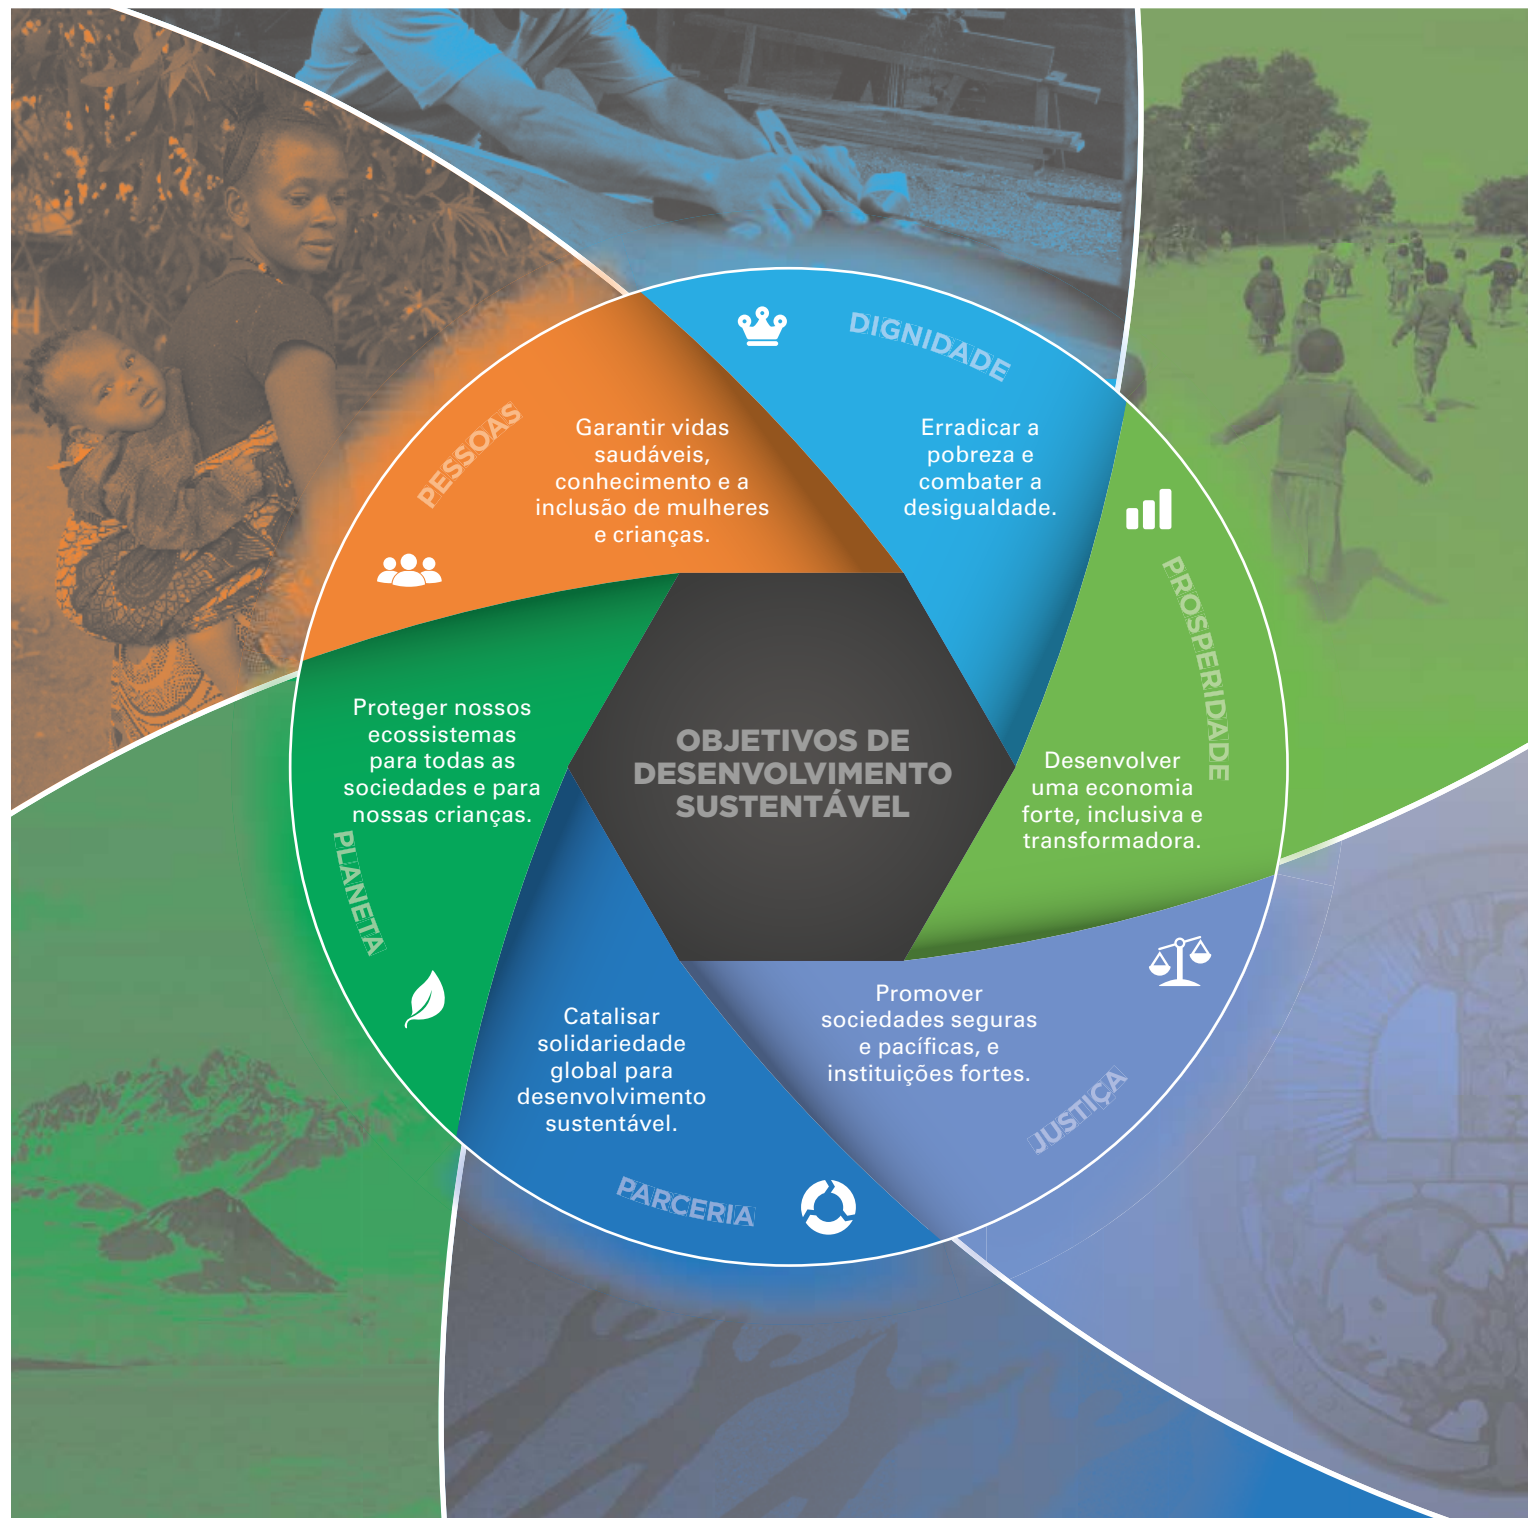 DIGNIDADE
Erradicar a
pobreza e
combater a
desigualdade.
PROSPERIDADE
Desenvolver
uma economia
forte, inclusiva e
transformadora.
JUSTIÇA
Promover
sociedades seguras
e pacíficas, e
instituições fortes.
PARCERIA
Catalisar
solidariedade
global para
desenvolvimento
sustentável.
PLANETA
Proteger nossos
ecossistemas
para todas as
sociedades e para
nossas crianças.
PESSOAS
Garantir vidas
saudáveis,
conhecimento e a
inclusão de mulheres
e crianças.
OBJETIVOS DE
DESENVOLVIMENTO
SUSTENTÁVEL